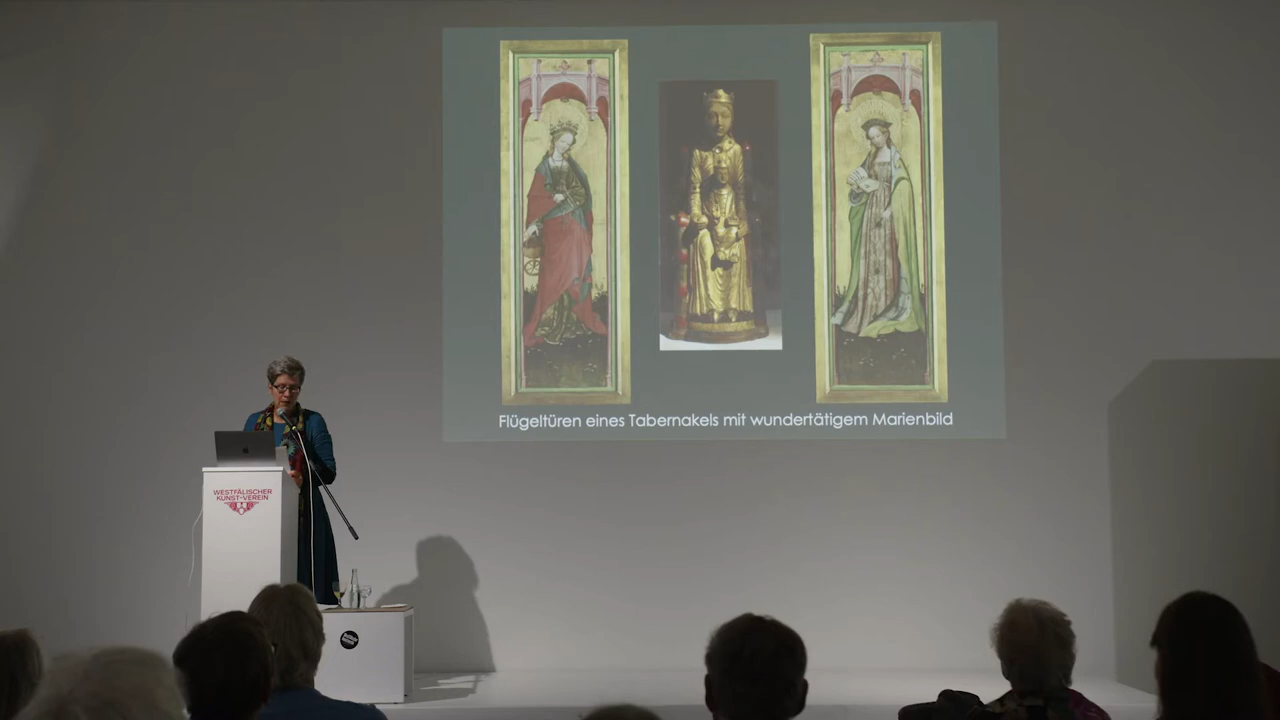 Flügeltüren eines Tabernakels mit wundertätigem Marienbild
WESTFÄLISCHER
KUNST-VEREIN